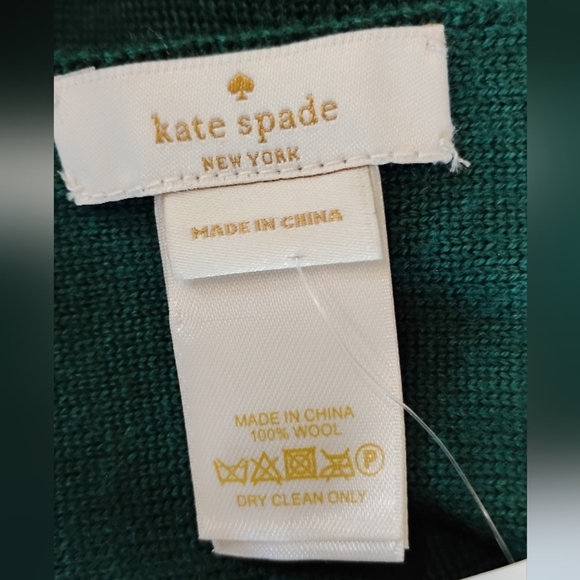 kate spade
NEW YORK
MADE IN CHINA
MADE IN CHINA
100% WOOL
P
DRY CLEAN ONLY